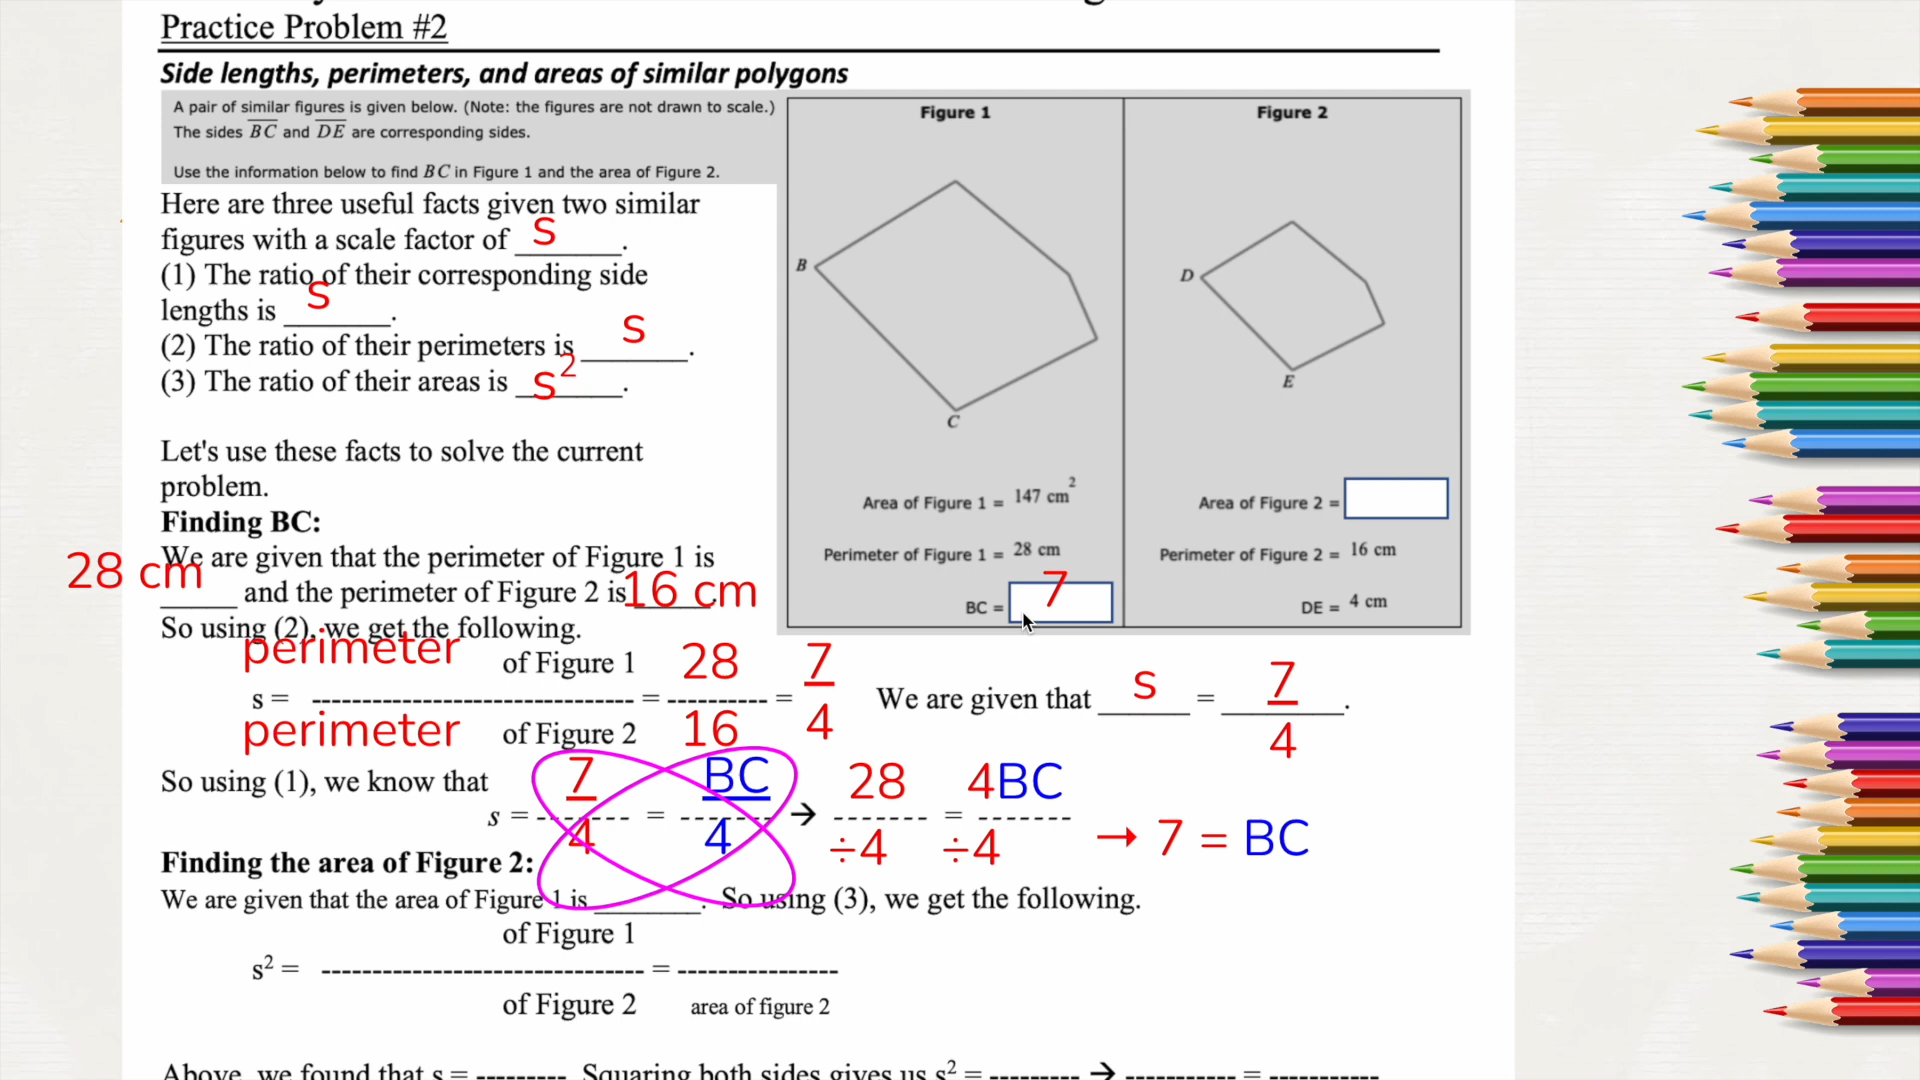 Practice Problem #2
Side lengths, perimeters, and areas of similar polygons
A pair of similar figures is given below. (Note: the figures are not drawn to scale.)
The sides BC and DE are corresponding sides.
Use the information below to find BC in Figure 1 and the area of Figure 2.
Here are three useful facts given two similar
figures with a scale factor of s.
(1) The ratio of their corresponding side
lengths is s.
(2) The ratio of their perimeters is s.
(3) The ratio of their areas is s².
Let's use these facts to solve the current
problem.
Finding BC:
We are given that the perimeter of Figure 1 is
28 cm and the perimeter of Figure 2 is 16 cm.
So using (2), we get the following.
Figure 1
B
C
Area of Figure 1 = 147 cm²
Perimeter of Figure 1 = 28 cm
BC = 7
Figure 2
D
E
Area of Figure 2 =
Perimeter of Figure 2 = 16 cm
DE = 4 cm
perimeter of Figure 1 28 7
s = -------------------------------- = ---------- =
perimeter of Figure 2 16 4
We are given that s = 7
4
So using (1), we know that
7 BC 28 4BC
s = --------- = --------- → --------- = ---------
4 4 ÷4 ÷4 → 7 = BC
Finding the area of Figure 2:
We are given that the area of Figure 1 is ________. So using (3), we get the following.
of Figure 1
s² = -------------------------------- = ----------------
of Figure 2 area of figure 2
Above, we found that s = ---------. Squaring both sides gives us s² = --------- → ----------- = -----------